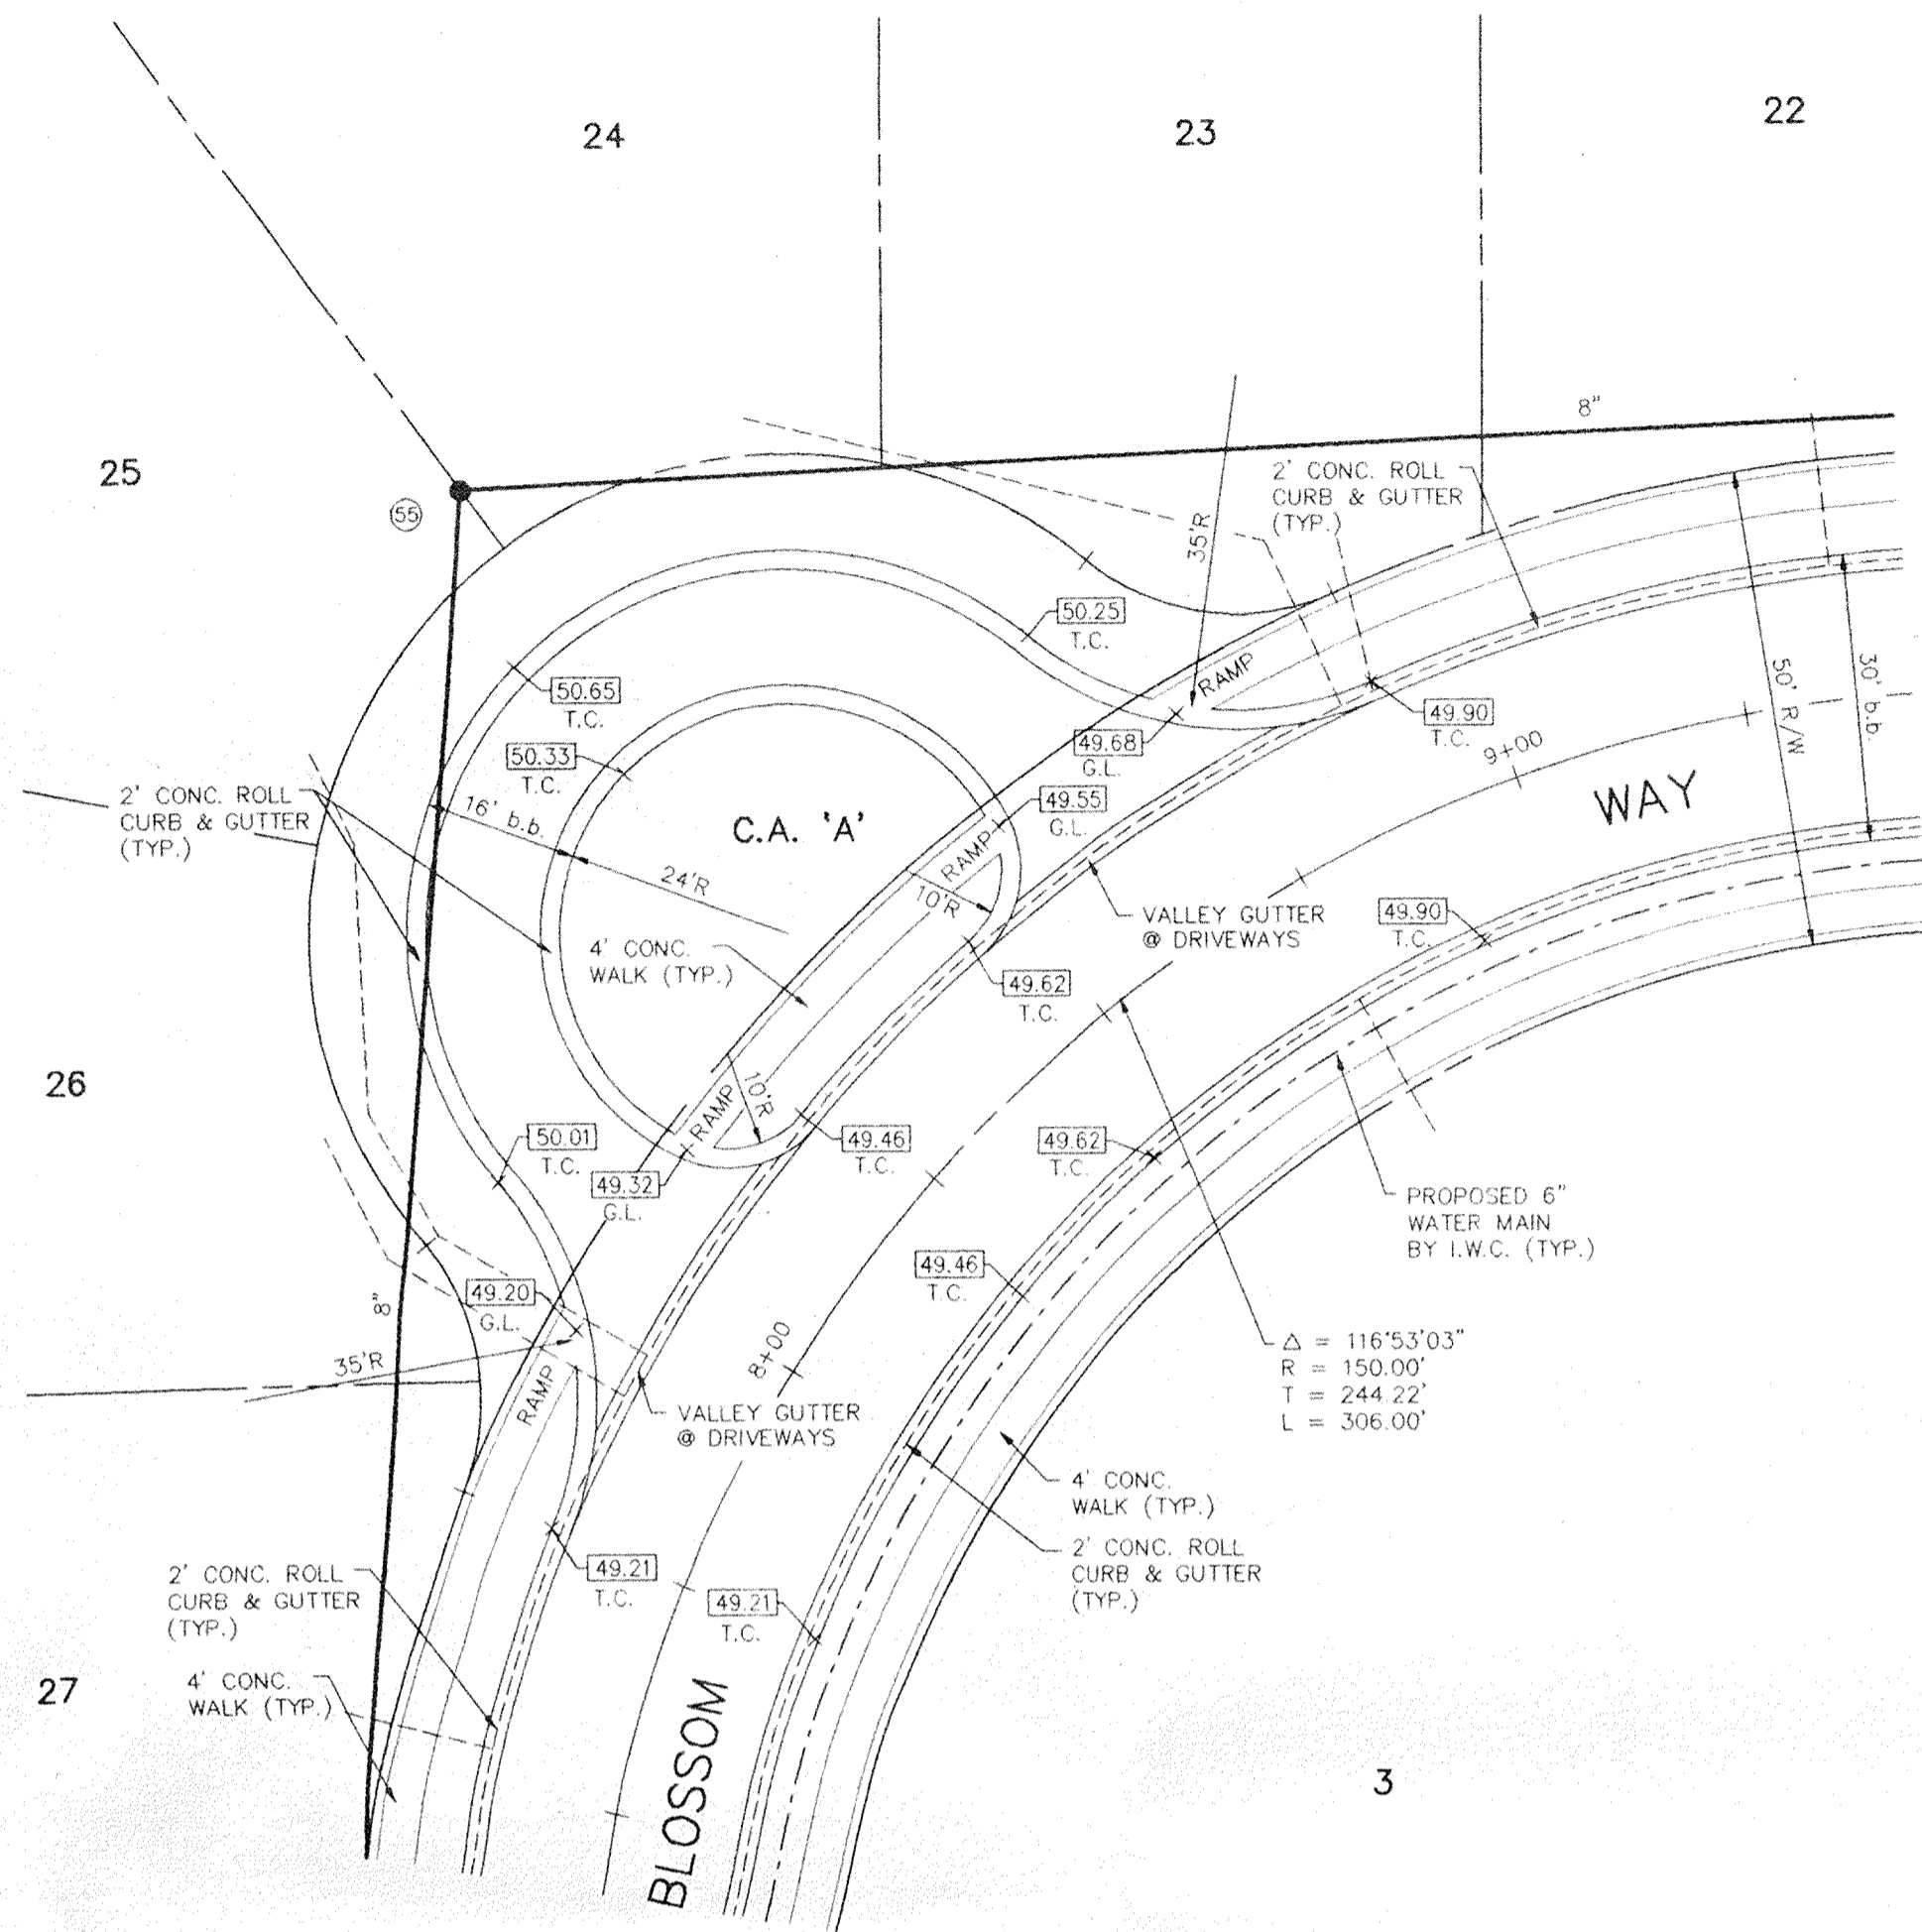 24
23
22
25
55
8"
2' CONC. ROLL
CURB & GUTTER
(TYP.)
35'R
50.25
T.C.
50.65
T.C.
50.33
T.C.
RAMP
49.90
T.C.
49.68
G.L.
50' R/W
30' b.b.
9+00
WAY
2' CONC. ROLL
CURB & GUTTER
(TYP.)
16' b.b.
24'R
C.A. 'A'
49.55
G.L.
RAMP
10'R
VALLEY GUTTER
@ DRIVEWAYS
49.90
T.C.
4' CONC.
WALK (TYP.)
49.62
T.C.
26
RAMP
10'R
50.01
T.C.
49.46
T.C.
49.62
T.C.
49.32
G.L.
PROPOSED 6"
WATER MAIN
BY I.W.C. (TYP.)
49.46
T.C.
8"
49.20
G.L.
35'R
RAMP
8+00
Δ = 116°53'03"
R = 150.00'
T = 244.22'
L = 306.00'
VALLEY GUTTER
@ DRIVEWAYS
4' CONC.
WALK (TYP.)
2' CONC. ROLL
CURB & GUTTER
(TYP.)
2' CONC. ROLL
CURB & GUTTER
(TYP.)
49.21
T.C.
49.21
T.C.
27
4' CONC.
WALK (TYP.)
BLOSSOM
3